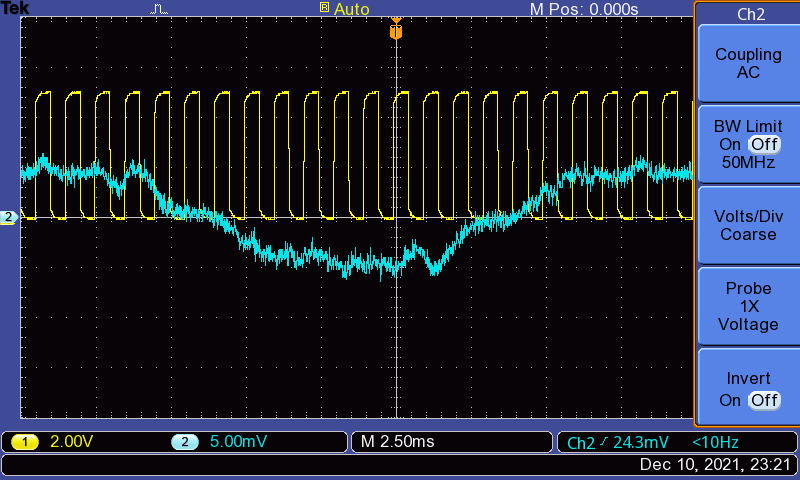 Tek
R Auto
M Pos: 0.000s
T
2
Ch2
Coupling
AC
BW Limit
On Off
50MHz
Volts/Div
Coarse
Probe
1X
Voltage
Invert
On Off
1 2.00V
2 5.00mV
M 2.50ms
Ch2 24.3mV <10Hz
Dec 10, 2021, 23:21